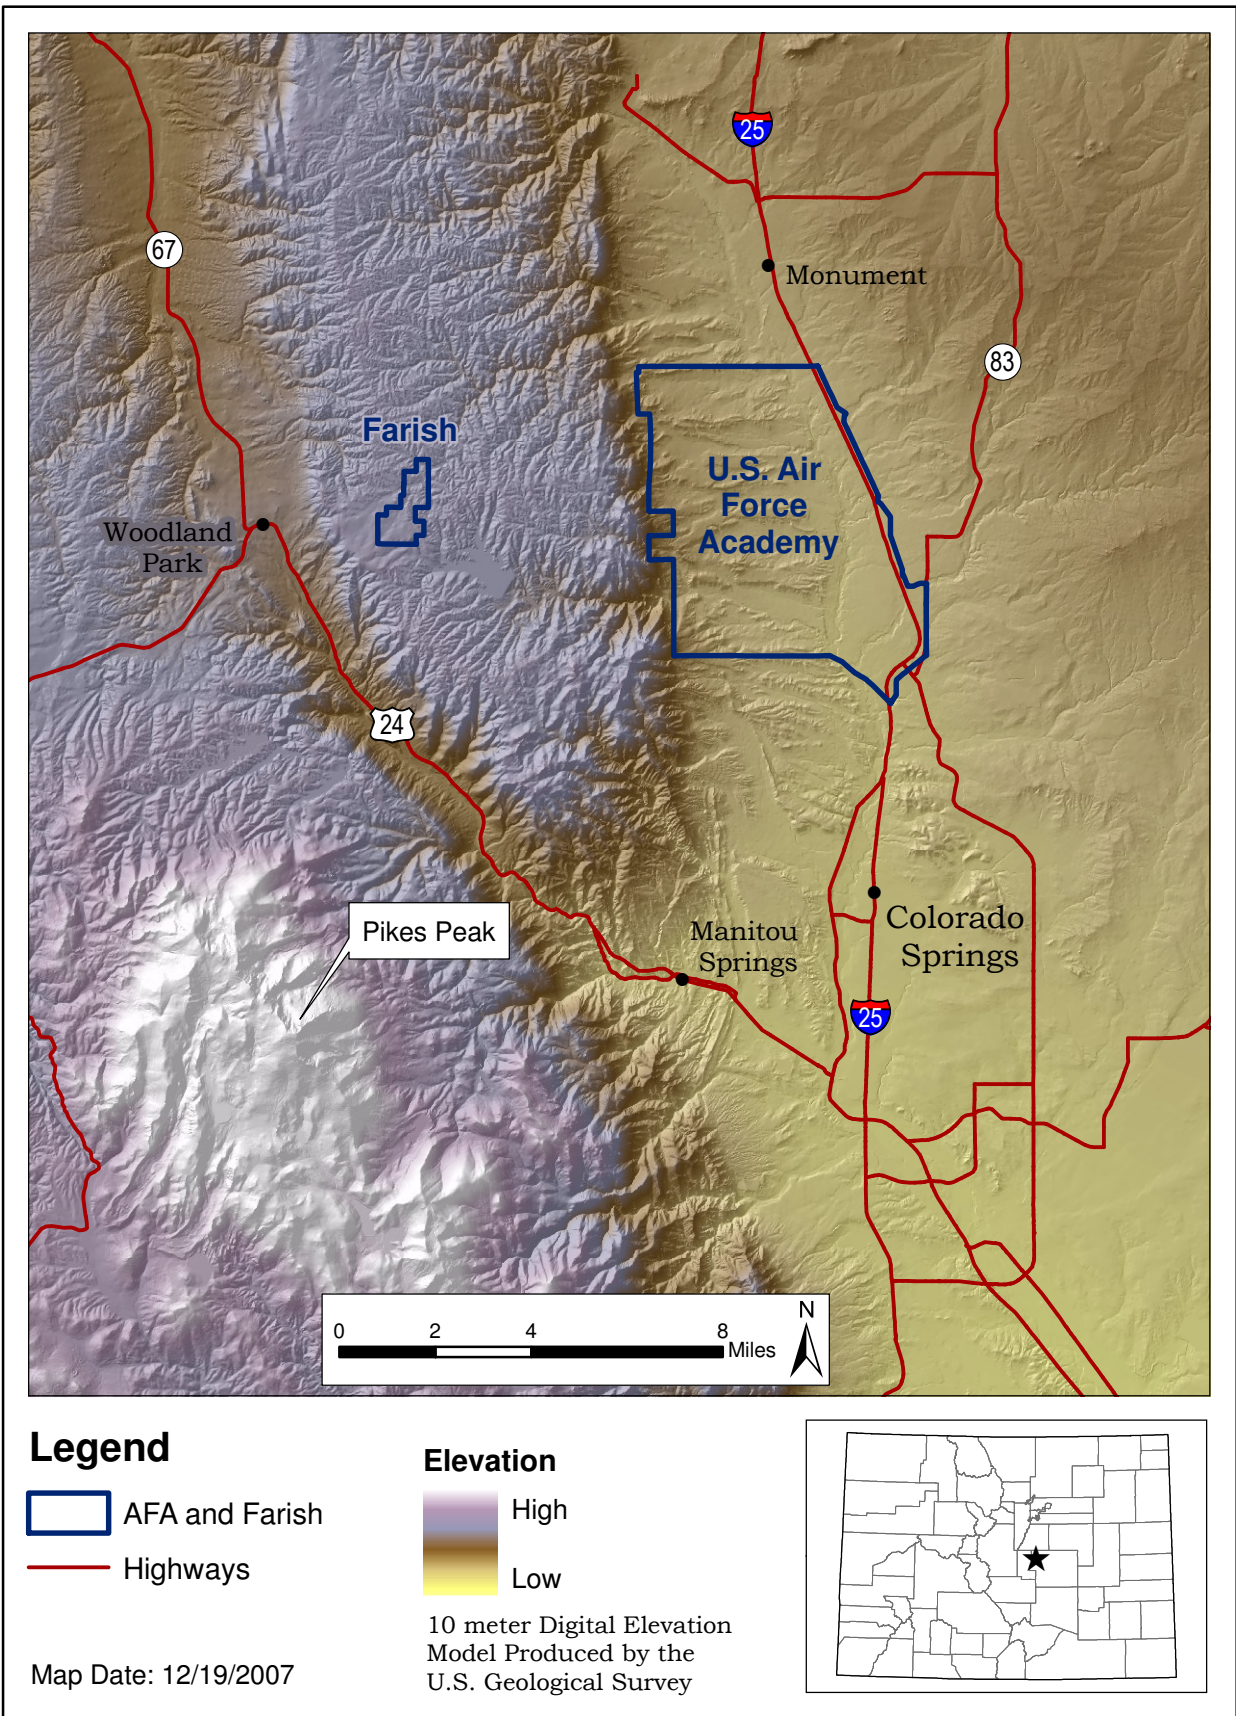 25
67
Monument
83
Farish
U.S. Air
Force
Academy
Woodland
Park
24
Pikes Peak
Manitou
Springs
Colorado
Springs
25
N
0 2 4 8
Miles
Legend
AFA and Farish
Highways
Map Date: 12/19/2007
Elevation
High
Low
10 meter Digital Elevation
Model Produced by the
U.S. Geological Survey